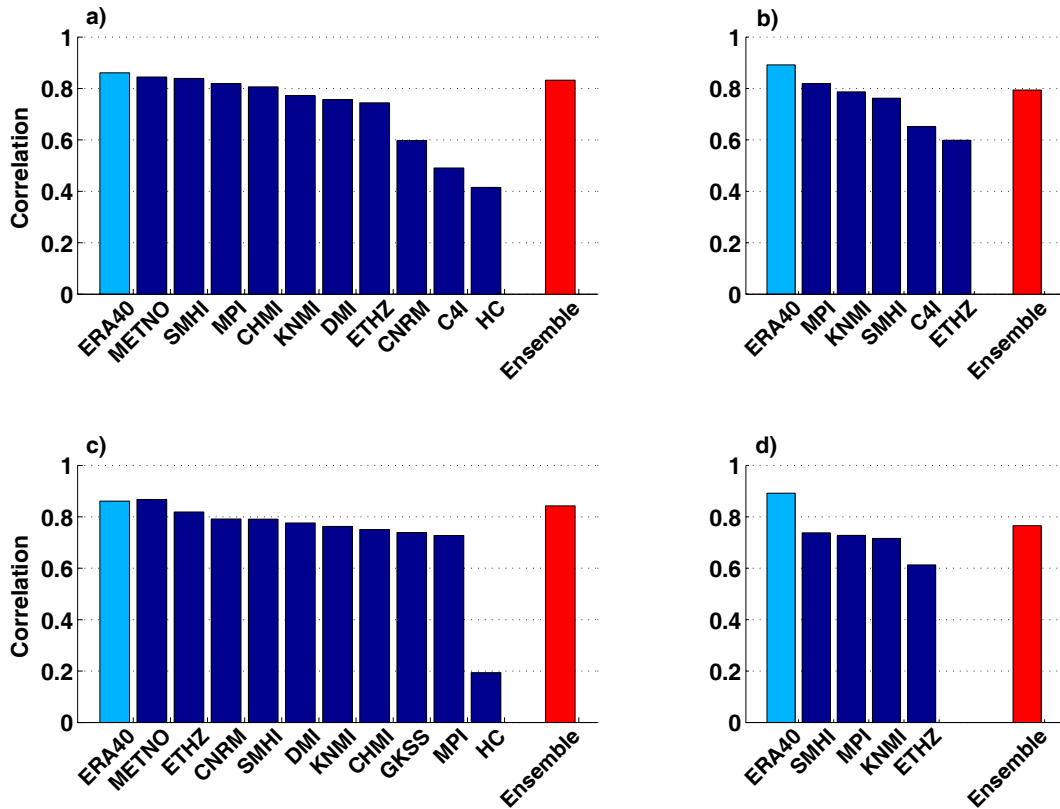 a)
1
0.8
0.6
0.4
0.2
0
Correlation
ERA40
METNO
SMHI
MPI
CHMI
KNMI
DMI
ETHZ
CNRM
C4I
HC
Ensemble
b)
1
0.8
0.6
0.4
0.2
0
ERA40
MPI
KNMI
SMHI
C4I
ETHZ
Ensemble
c)
1
0.8
0.6
0.4
0.2
0
Correlation
ERA40
METNO
ETHZ
CNRM
SMHI
DMI
KNMI
CHMI
GKSS
MPI
HC
Ensemble
d)
1
0.8
0.6
0.4
0.2
0
ERA40
SMHI
MPI
KNMI
ETHZ
Ensemble